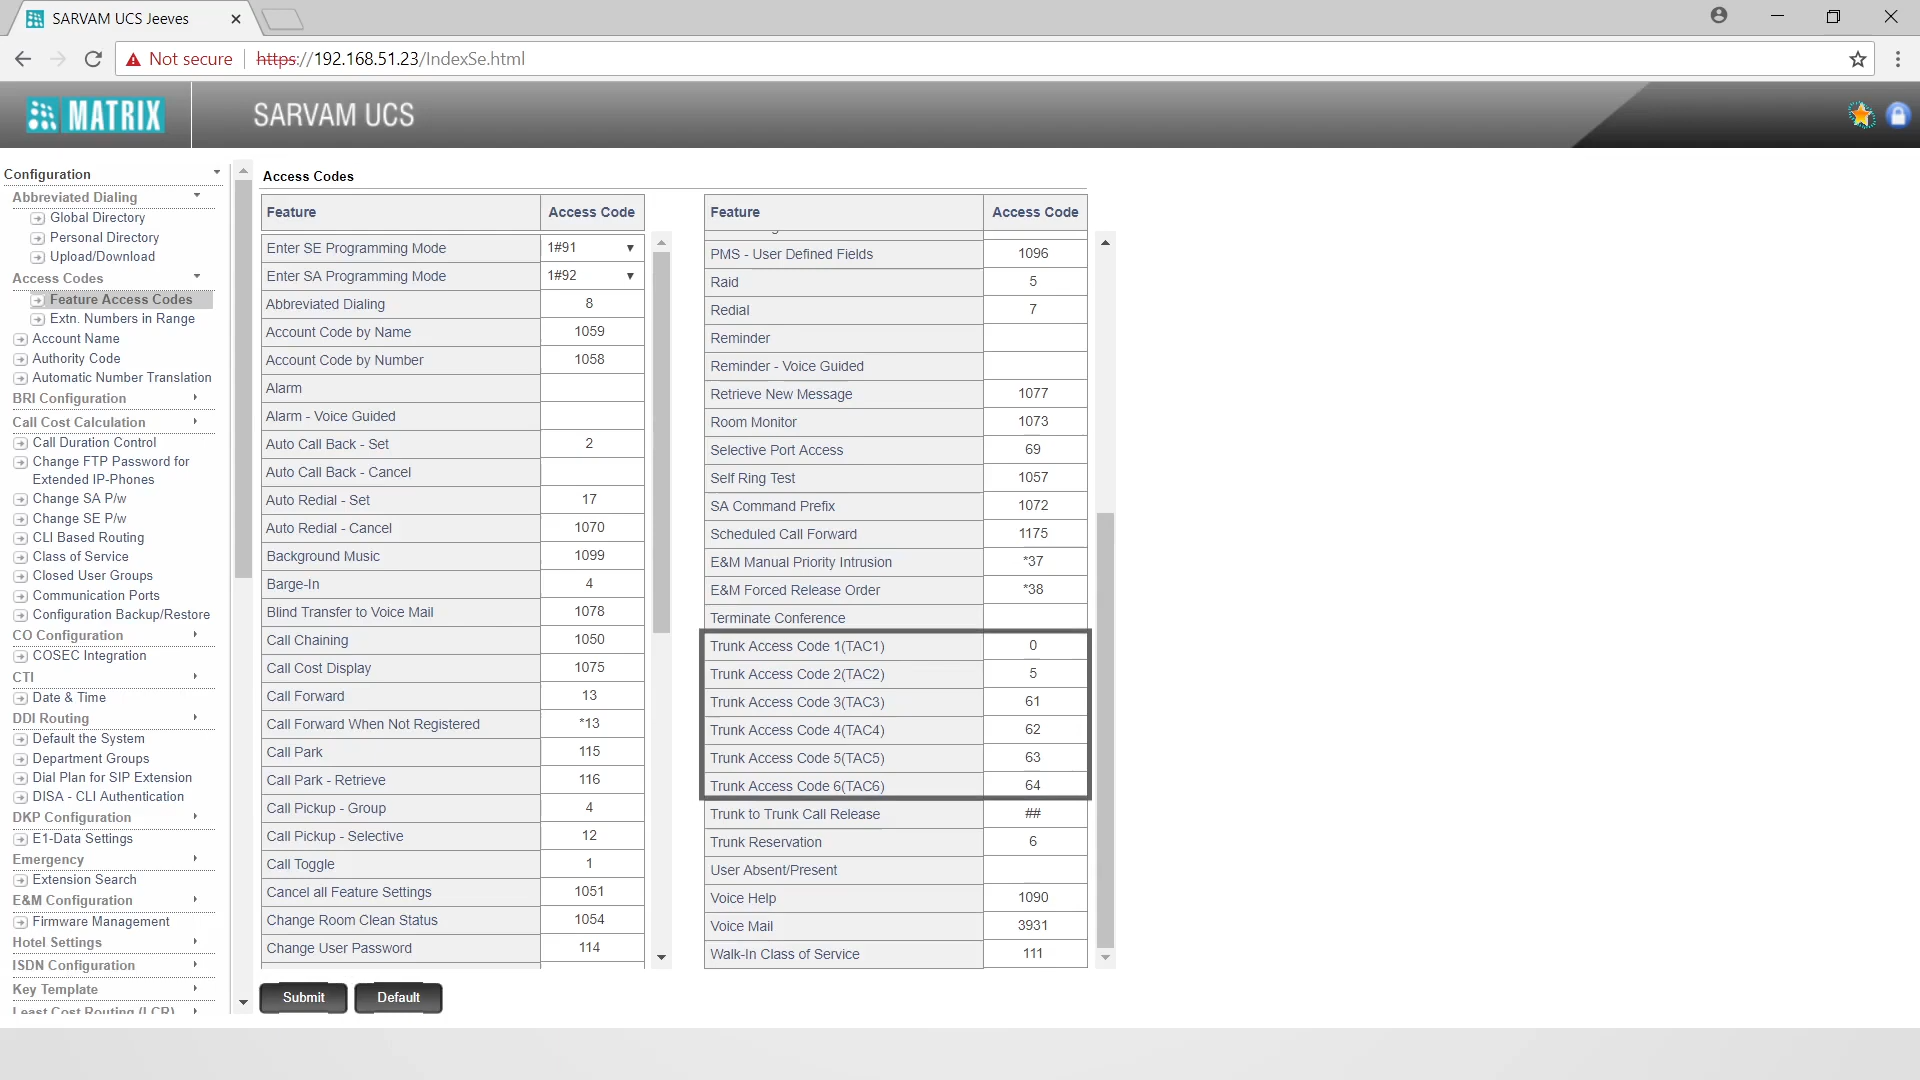 SARVAM UCS Jeeves
Not secure https://192.168.51.23/IndexSe.html
MATRIX
SARVAM UCS
Configuration
Abbreviated Dialing
Global Directory
Personal Directory
Upload/Download
Access Codes
Feature Access Codes
Extn. Numbers in Range
Account Name
Authority Code
Automatic Number Translation
BRI Configuration
Call Cost Calculation
Call Duration Control
Change FTP Password for
Extended IP-Phones
Change SA P/w
Change SE P/w
CLI Based Routing
Class of Service
Closed User Groups
Communication Ports
Configuration Backup/Restore
CO Configuration
COSEC Integration
CTI
Date & Time
DDI Routing
Default the System
Department Groups
Dial Plan for SIP Extension
DISA - CLI Authentication
DKP Configuration
E1-Data Settings
Emergency
Extension Search
E&M Configuration
Firmware Management
Hotel Settings
ISDN Configuration
Key Template
Least Cost Routing (LCR)
Access Codes
Feature Access Code
Enter SE Programming Mode 1#91
Enter SA Programming Mode 1#92
Abbreviated Dialing 8
Account Code by Name 1059
Account Code by Number 1058
Alarm
Alarm - Voice Guided
Auto Call Back - Set 2
Auto Call Back - Cancel
Auto Redial - Set 17
Auto Redial - Cancel 1070
Background Music 1099
Barge-In 4
Blind Transfer to Voice Mail 1078
Call Chaining 1050
Call Cost Display 1075
Call Forward 13
Call Forward When Not Registered *13
Call Park 115
Call Park - Retrieve 116
Call Pickup - Group 4
Call Pickup - Selective 12
Call Toggle 1
Cancel all Feature Settings 1051
Change Room Clean Status 1054
Change User Password 114
Feature Access Code
PMS - User Defined Fields 1096
Raid 5
Redial 7
Reminder
Reminder - Voice Guided
Retrieve New Message 1077
Room Monitor 1073
Selective Port Access 69
Self Ring Test 1057
SA Command Prefix 1072
Scheduled Call Forward 1175
E&M Manual Priority Intrusion *37
E&M Forced Release Order *38
Terminate Conference
Trunk Access Code 1(TAC1) 0
Trunk Access Code 2(TAC2) 5
Trunk Access Code 3(TAC3) 61
Trunk Access Code 4(TAC4) 62
Trunk Access Code 5(TAC5) 63
Trunk Access Code 6(TAC6) 64
Trunk to Trunk Call Release ##
Trunk Reservation 6
User Absent/Present
Voice Help 1090
Voice Mail 3931
Walk-In Class of Service 111
Submit Default